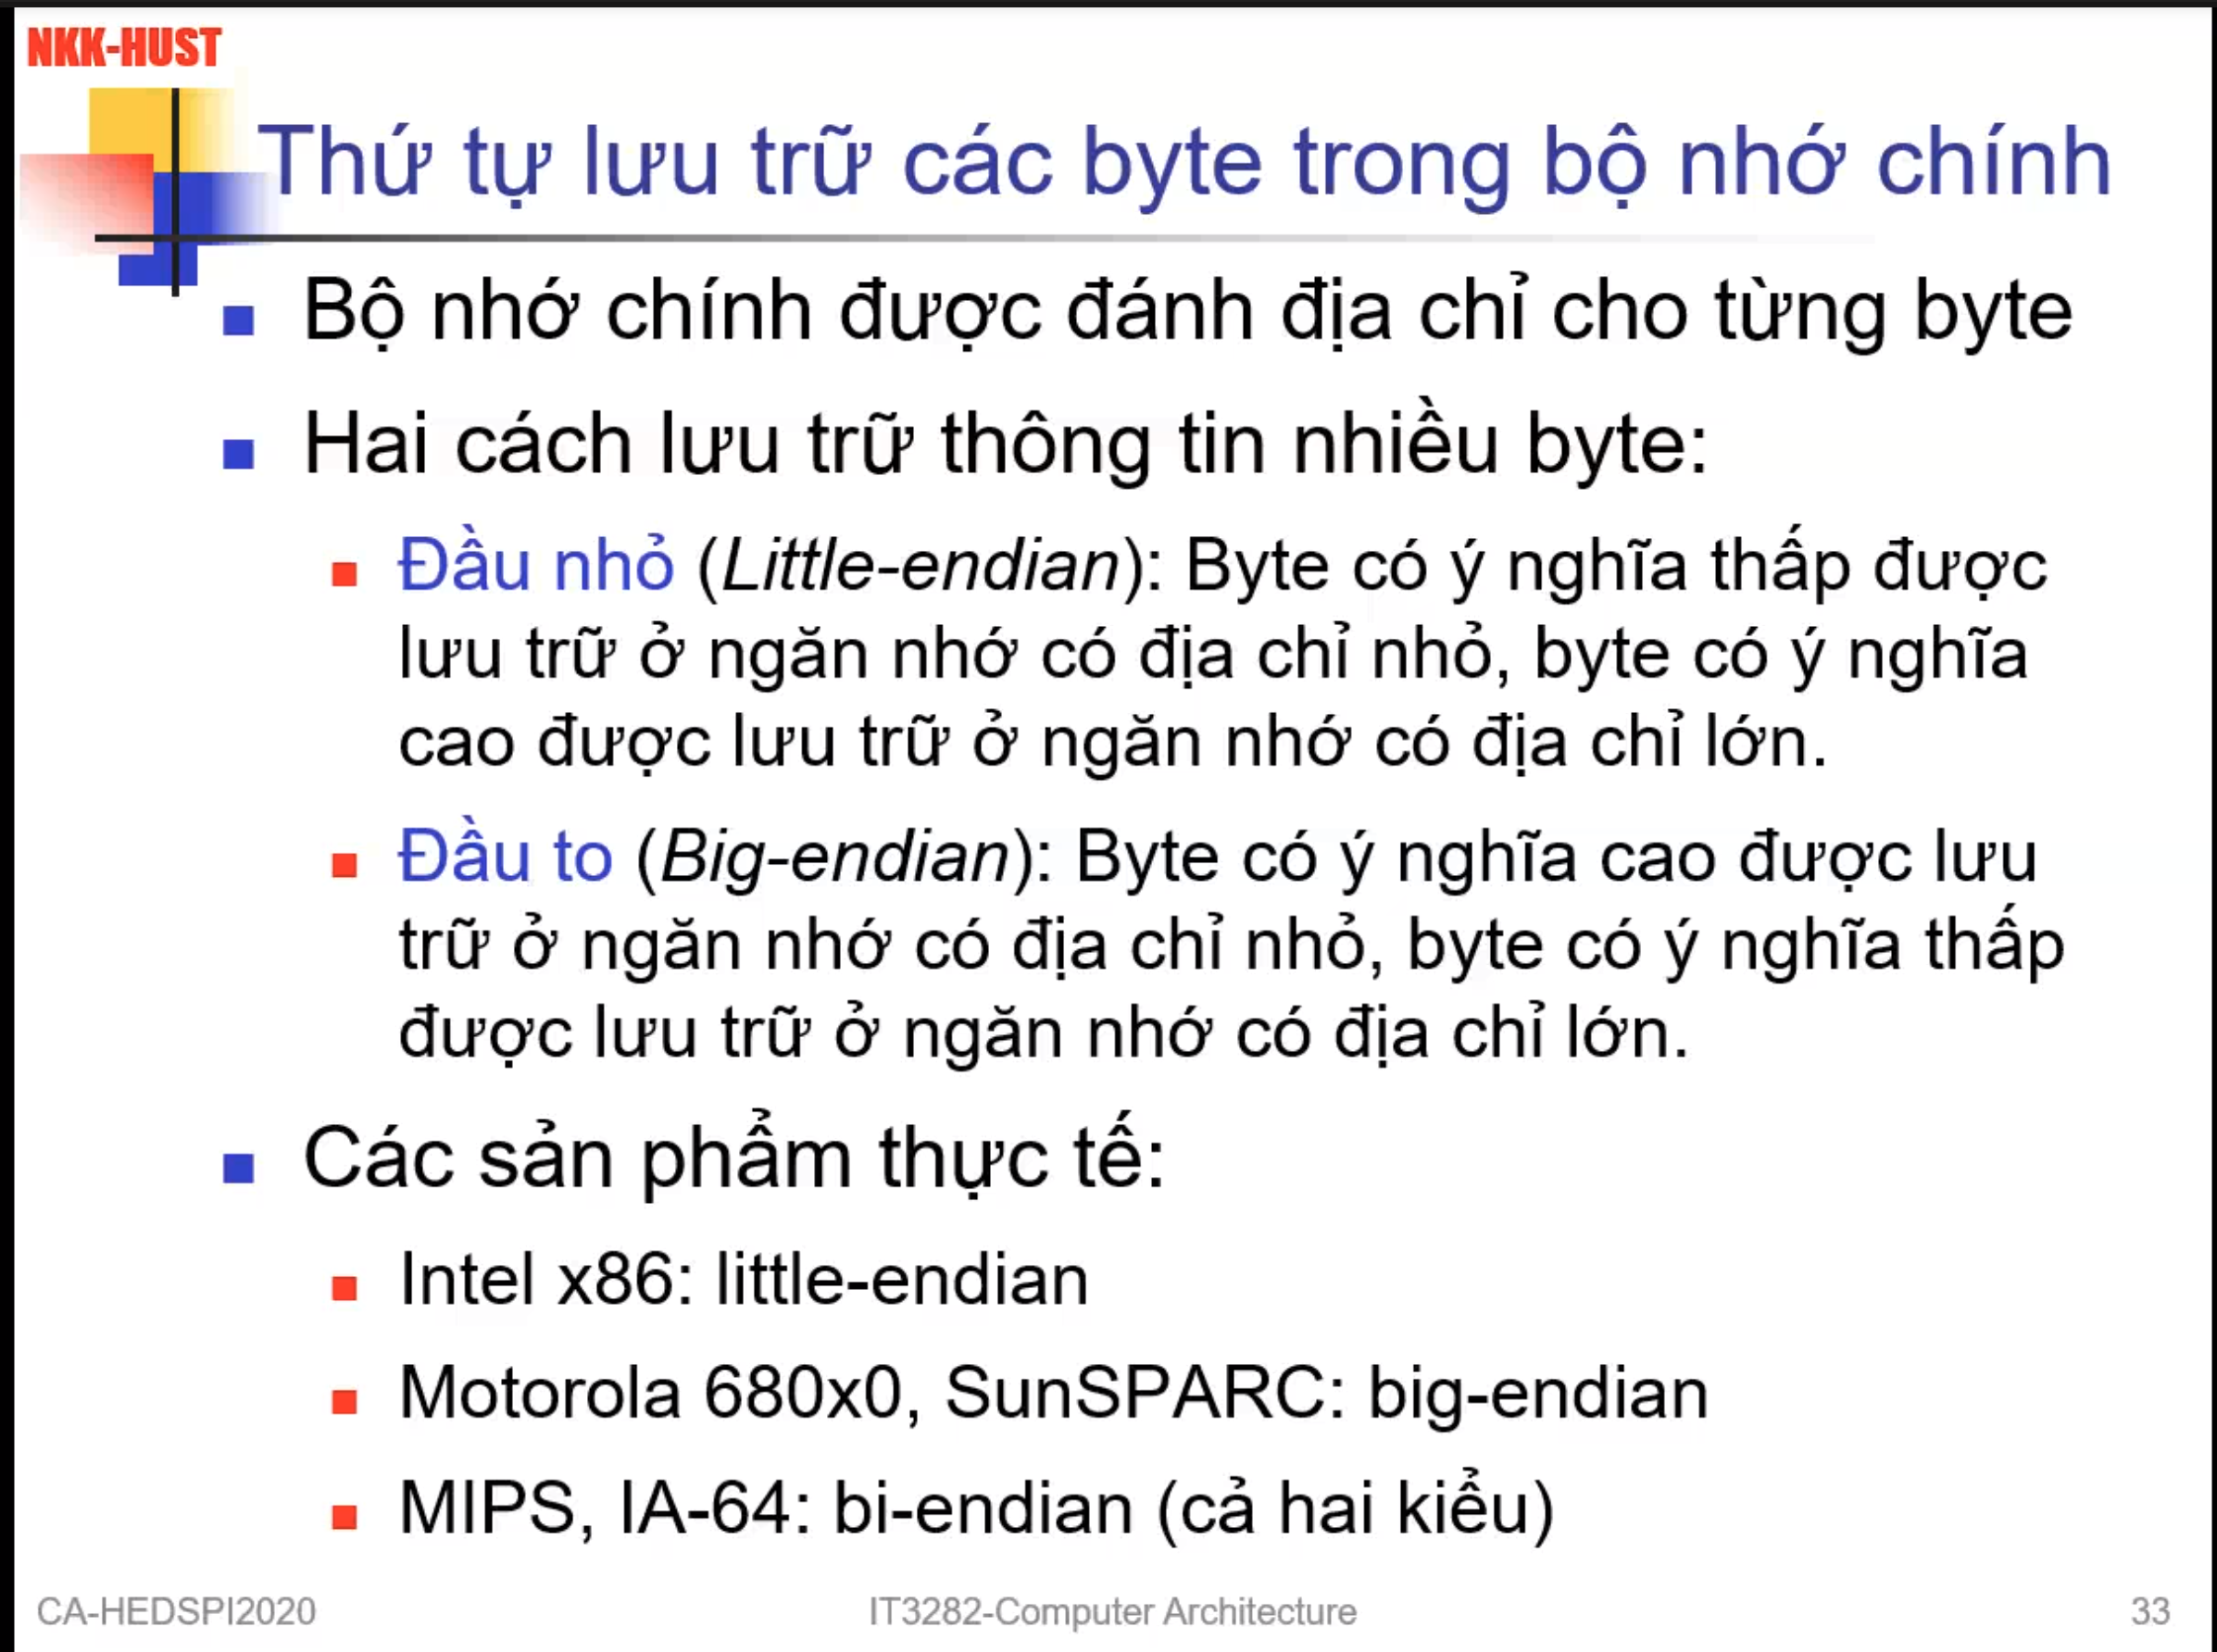 NKK-HUST
Thứ tự lưu trữ các byte trong bộ nhớ chính
Bộ nhớ chính được đánh địa chỉ cho từng byte
Hai cách lưu trữ thông tin nhiều byte:
Đầu nhỏ (Little-endian): Byte có ý nghĩa thấp được
lưu trữ ở ngăn nhớ có địa chỉ nhỏ, byte có ý nghĩa
cao được lưu trữ ở ngăn nhớ có địa chỉ lớn.
Đầu to (Big-endian): Byte có ý nghĩa cao được lưu
trữ ở ngăn nhớ có địa chỉ nhỏ, byte có ý nghĩa thấp
được lưu trữ ở ngăn nhớ có địa chỉ lớn.
Các sản phẩm thực tế:
Intel x86: little-endian
Motorola 680x0, SunSPARC: big-endian
MIPS, IA-64: bi-endian (cả hai kiểu)
CA-HEDSPI2020 IT3282-Computer Architecture 33